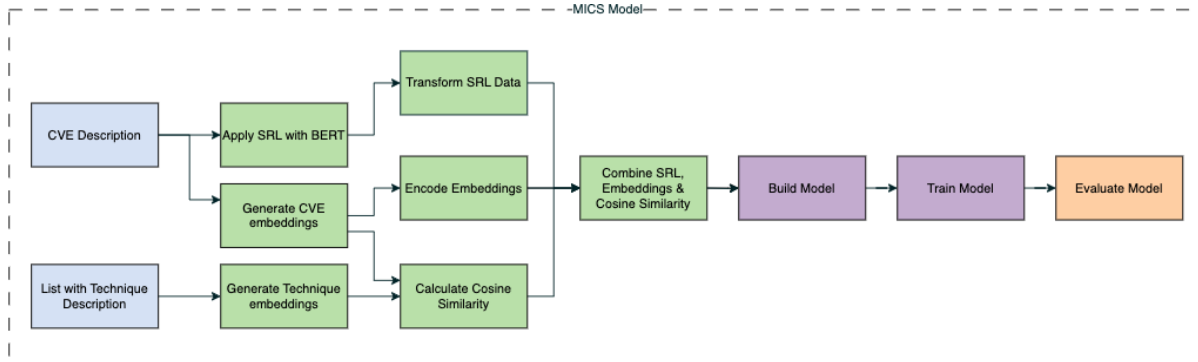 MICS Model
Transform SRL Data
CVE Description
Apply SRL with BERT
Encode Embeddings
Combine SRL,
Embeddings &
Cosine Similarity
Build Model
Train Model
Evaluate Model
Generate CVE
embeddings
List with Technique
Description
Generate Technique
embeddings
Calculate Cosine
Similarity